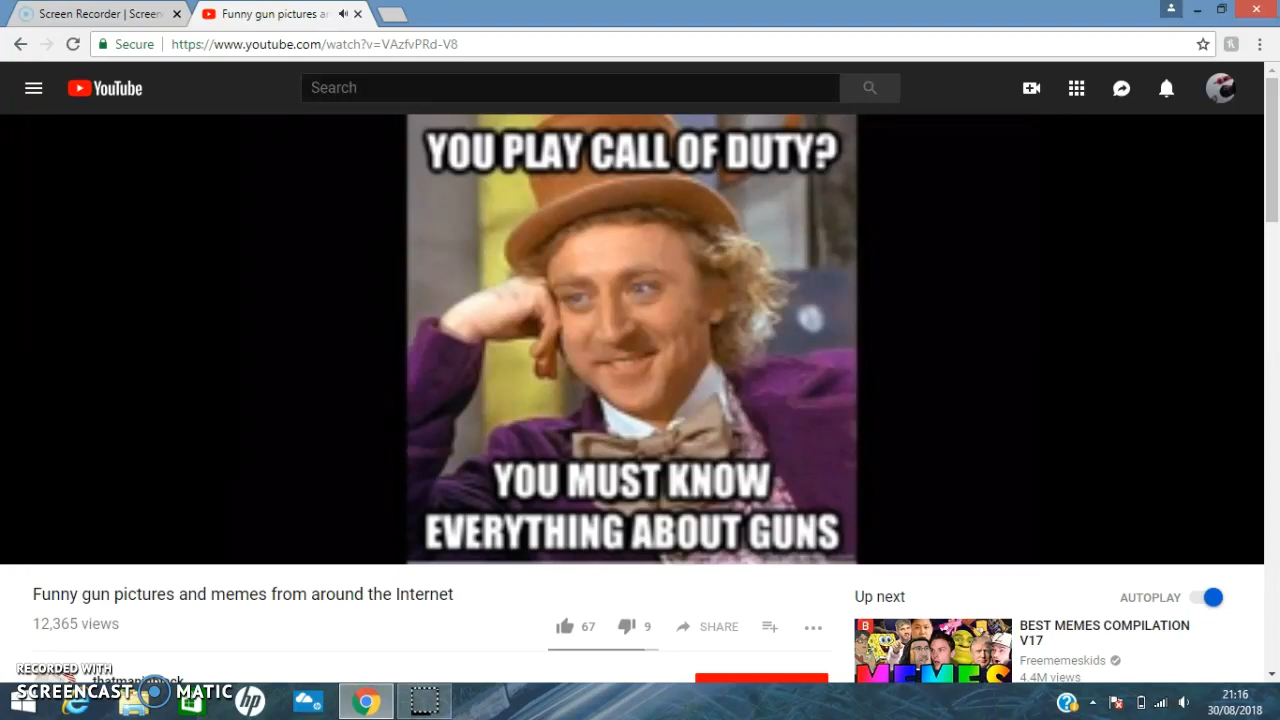 Screen Recorder | Screen
Funny gun pictures a
Secure
https://www.youtube.com/watch?v=VAzfvPRd-V8
YouTube
Search
YOU PLAY CALL OF DUTY?
YOU MUST KNOW
EVERYTHING ABOUT GUNS
Funny gun pictures and memes from around the Internet
12,365 views
67
9
SHARE
Up next
AUTOPLAY
B
BEST MEMES COMPILATION
V17
Freememeskids
4.4M views
MEMES
RECORDED WITH
SCREENCAST MATIC
hp
21:16
30/08/2018